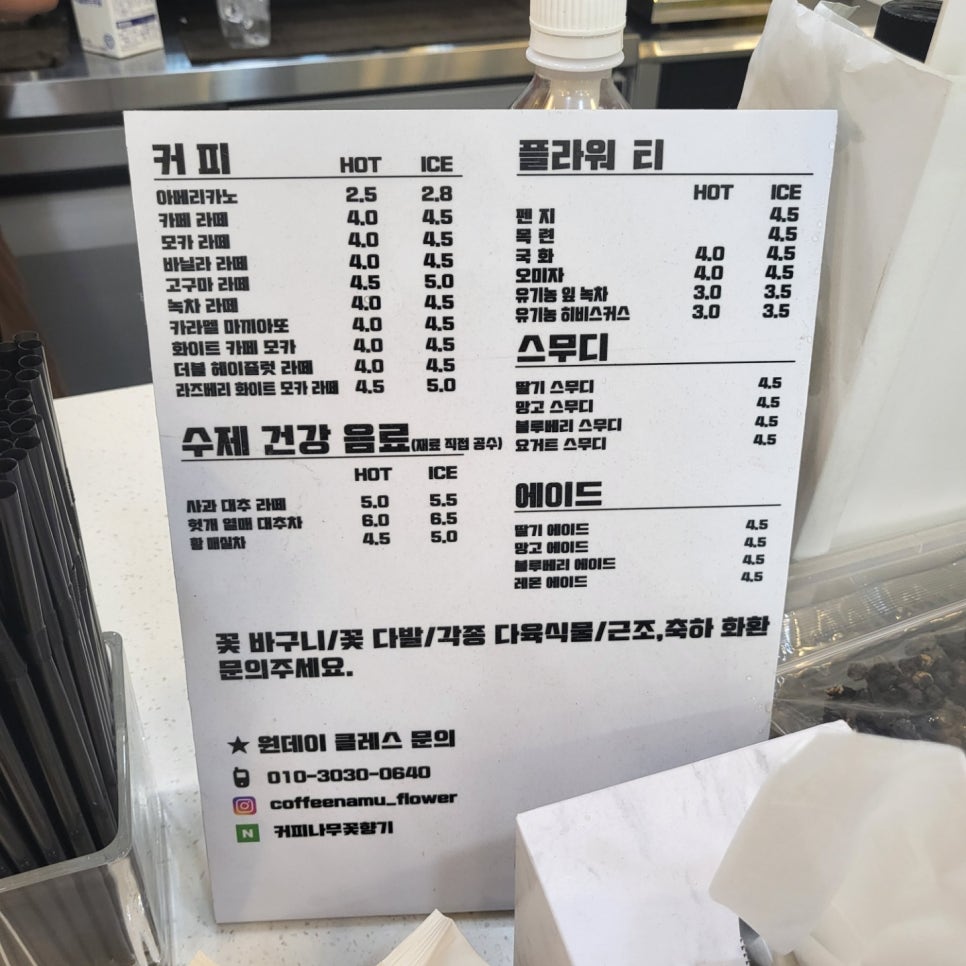 커 피 HOT ICE
아메리카노 2.5 2.8
카페 라떼 4.0 4.5
모카 라떼 4.0 4.5
바닐라 라떼 4.0 4.5
고구마 라떼 4.5 5.0
녹차 라떼 4.0 4.5
카라멜 마끼아또 4.0 4.5
화이트 카페 모카 4.0 4.5
더블 헤이즐럿 라떼 4.0 4.5
라즈베리 화이트 모카 라떼 4.5 5.0
수제 건강 음료(재료 직접 공수)
HOT ICE
사과 대추 라떼 5.0 5.5
헛개 열매 대추차 6.0 6.5
황 매실차 4.5 5.0
플라워 티
HOT ICE
펜 지 4.5
목 련 4.5
국 화 4.0 4.5
오미자 4.0 4.5
유기농 잎 녹차 3.0 3.5
유기농 히비스커스 3.0 3.5
스무디
딸기 스무디 4.5
망고 스무디 4.5
블루베리 스무디 4.5
요거트 스무디 4.5
에이드
딸기 에이드 4.5
망고 에이드 4.5
블루베리 에이드 4.5
레몬 에이드 4.5
꽃 바구니/꽃 다발/각종 다육식물/근조,축하 화환
문의주세요.
★ 원데이 클레스 문의
010-3030-0640
coffeenamu_flower
N 커피나무꽃향기